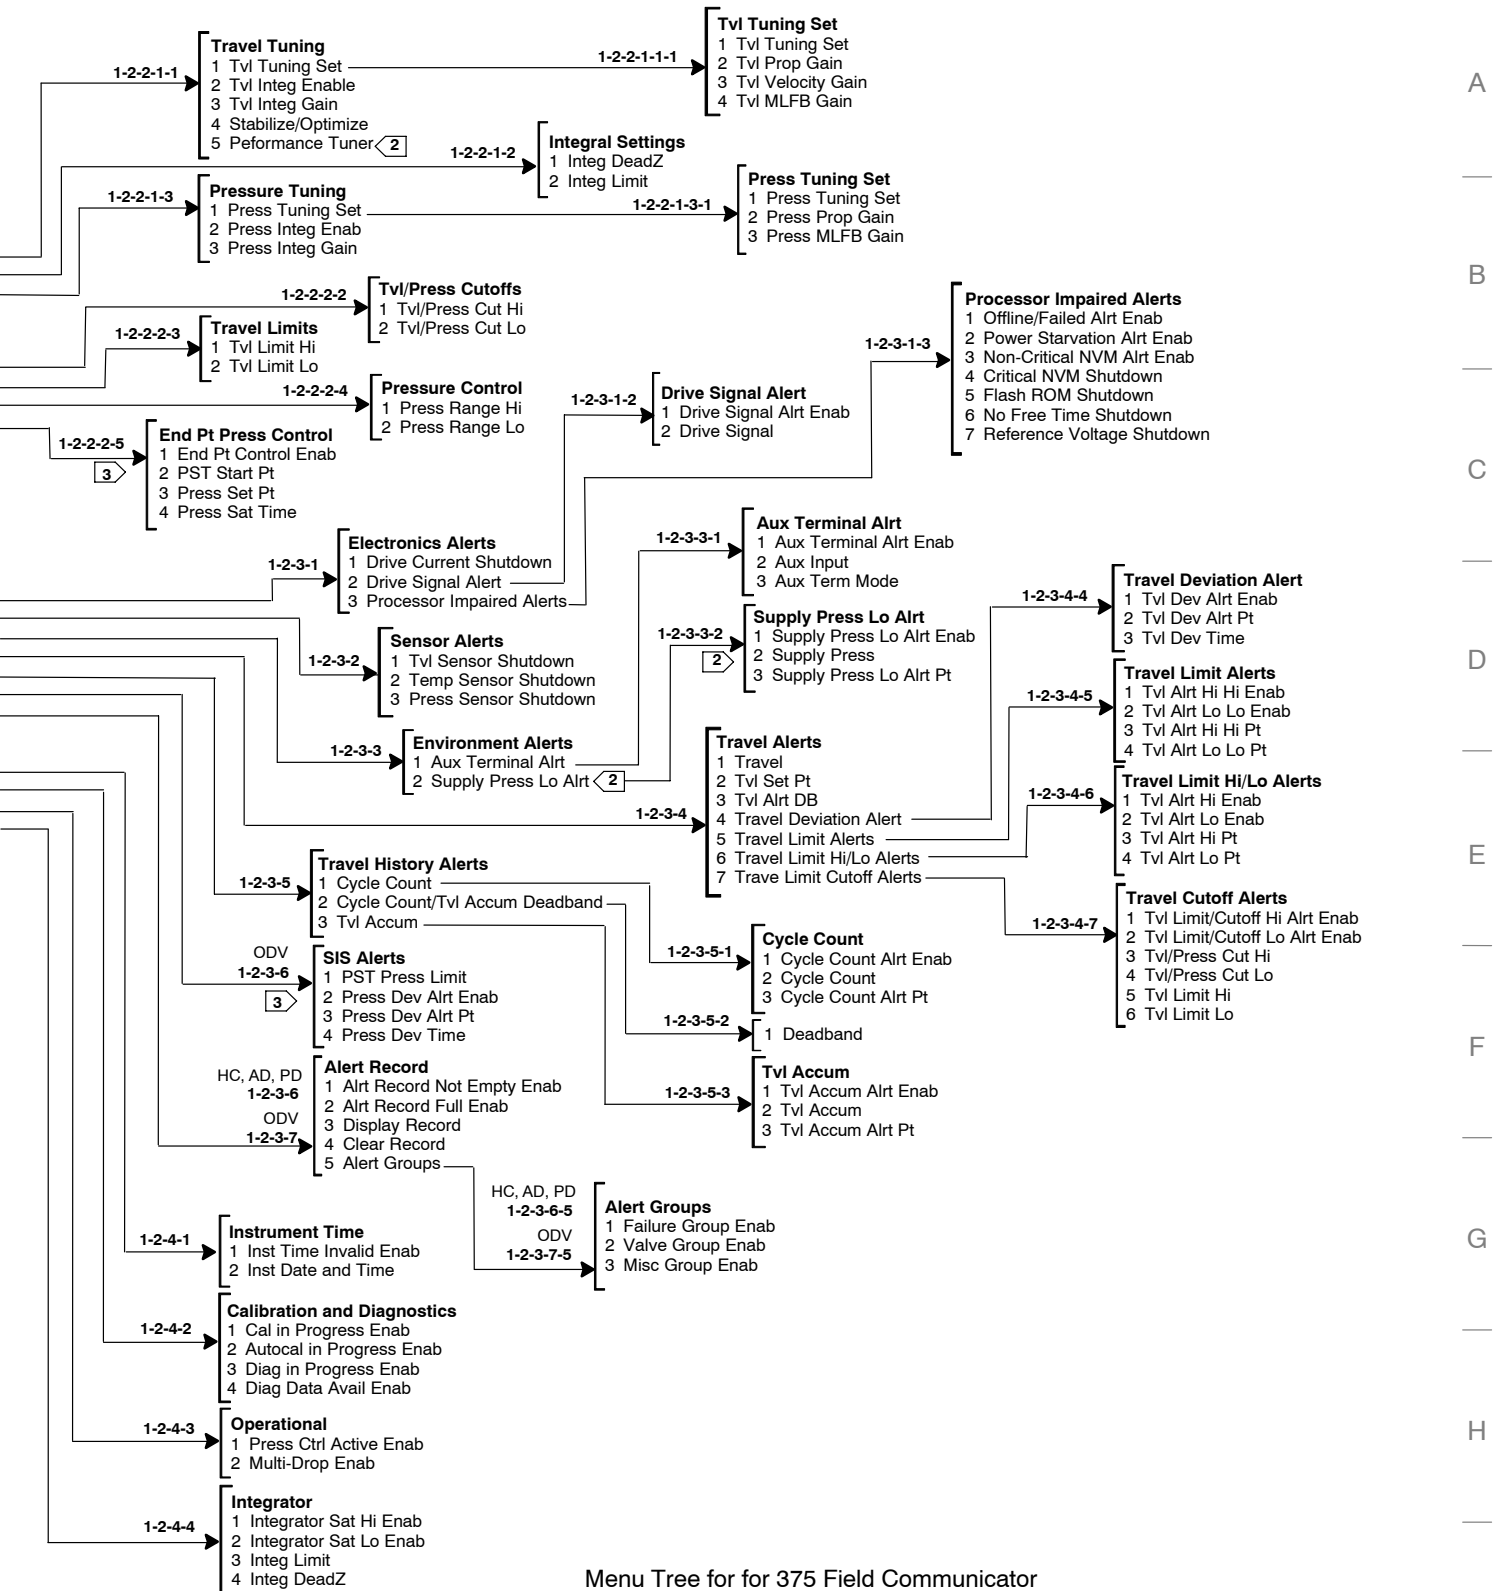 Travel Tuning
1 Tvl Tuning Set
2 Tvl Integ Enable
3 Tvl Integ Gain
4 Stabilize/Optimize
5 Peformance Tuner
2
1-2-2-1-1
1-2-2-1-1-1
Tvl Tuning Set
1 Tvl Tuning Set
2 Tvl Prop Gain
3 Tvl Velocity Gain
4 Tvl MLFB Gain
A
1-2-2-1-2
Integral Settings
1 Integ DeadZ
2 Integ Limit
1-2-2-1-3
Pressure Tuning
1 Press Tuning Set
2 Press Integ Enab
3 Press Integ Gain
1-2-2-1-3-1
Press Tuning Set
1 Press Tuning Set
2 Press Prop Gain
3 Press MLFB Gain
B
1-2-2-2-2
Tvl/Press Cutoffs
1 Tvl/Press Cut Hi
2 Tvl/Press Cut Lo
1-2-2-2-3
Travel Limits
1 Tvl Limit Hi
2 Tvl Limit Lo
1-2-2-2-4
Pressure Control
1 Press Range Hi
2 Press Range Lo
1-2-2-2-5
3
End Pt Press Control
1 End Pt Control Enab
2 PST Start Pt
3 Press Set Pt
4 Press Sat Time
1-2-3-1-2
Drive Signal Alert
1 Drive Signal Alrt Enab
2 Drive Signal
1-2-3-1-3
Processor Impaired Alerts
1 Offline/Failed Alrt Enab
2 Power Starvation Alrt Enab
3 Non-Critical NVM Alrt Enab
4 Critical NVM Shutdown
5 Flash ROM Shutdown
6 No Free Time Shutdown
7 Reference Voltage Shutdown
C
1-2-3-1
Electronics Alerts
1 Drive Current Shutdown
2 Drive Signal Alert
3 Processor Impaired Alerts
1-2-3-2
Sensor Alerts
1 Tvl Sensor Shutdown
2 Temp Sensor Shutdown
3 Press Sensor Shutdown
1-2-3-3
Environment Alerts
1 Aux Terminal Alrt
2 Supply Press Lo Alrt
2
1-2-3-3-1
Aux Terminal Alrt
1 Aux Terminal Alrt Enab
2 Aux Input
3 Aux Term Mode
1-2-3-3-2
2
Supply Press Lo Alrt
1 Supply Press Lo Alrt Enab
2 Supply Press
3 Supply Press Lo Alrt Pt
D
1-2-3-4
Travel Alerts
1 Travel
2 Tvl Set Pt
3 Tvl Alrt DB
4 Travel Deviation Alert
5 Travel Limit Alerts
6 Travel Limit Hi/Lo Alerts
7 Trave Limit Cutoff Alerts
1-2-3-4-4
Travel Deviation Alert
1 Tvl Dev Alrt Enab
2 Tvl Dev Alrt Pt
3 Tvl Dev Time
1-2-3-4-5
Travel Limit Alerts
1 Tvl Alrt Hi Hi Enab
2 Tvl Alrt Lo Lo Enab
3 Tvl Alrt Hi Hi Pt
4 Tvl Alrt Lo Lo Pt
1-2-3-4-6
Travel Limit Hi/Lo Alerts
1 Tvl Alrt Hi Enab
2 Tvl Alrt Lo Enab
3 Tvl Alrt Hi Pt
4 Tvl Alrt Lo Pt
E
1-2-3-4-7
Travel Cutoff Alerts
1 Tvl Limit/Cutoff Hi Alrt Enab
2 Tvl Limit/Cutoff Lo Alrt Enab
3 Tvl/Press Cut Hi
4 Tvl/Press Cut Lo
5 Tvl Limit Hi
6 Tvl Limit Lo
1-2-3-5
Travel History Alerts
1 Cycle Count
2 Cycle Count/Tvl Accum Deadband
3 Tvl Accum
1-2-3-5-1
Cycle Count
1 Cycle Count Alrt Enab
2 Cycle Count
3 Cycle Count Alrt Pt
1-2-3-5-2
1 Deadband
1-2-3-5-3
Tvl Accum
1 Tvl Accum Alrt Enab
2 Tvl Accum
3 Tvl Accum Alrt Pt
ODV
1-2-3-6
3
SIS Alerts
1 PST Press Limit
2 Press Dev Alrt Enab
3 Press Dev Alrt Pt
4 Press Dev Time
F
HC, AD, PD
1-2-3-6
ODV
1-2-3-7
Alert Record
1 Alrt Record Not Empty Enab
2 Alrt Record Full Enab
3 Display Record
4 Clear Record
5 Alert Groups
HC, AD, PD
1-2-3-6-5
ODV
1-2-3-7-5
Alert Groups
1 Failure Group Enab
2 Valve Group Enab
3 Misc Group Enab
G
1-2-4-1
Instrument Time
1 Inst Time Invalid Enab
2 Inst Date and Time
1-2-4-2
Calibration and Diagnostics
1 Cal in Progress Enab
2 Autocal in Progress Enab
3 Diag in Progress Enab
4 Diag Data Avail Enab
1-2-4-3
Operational
1 Press Ctrl Active Enab
2 Multi-Drop Enab
H
1-2-4-4
Integrator
1 Integrator Sat Hi Enab
2 Integrator Sat Lo Enab
3 Integ Limit
4 Integ DeadZ
Menu Tree for for 375 Field Communicator